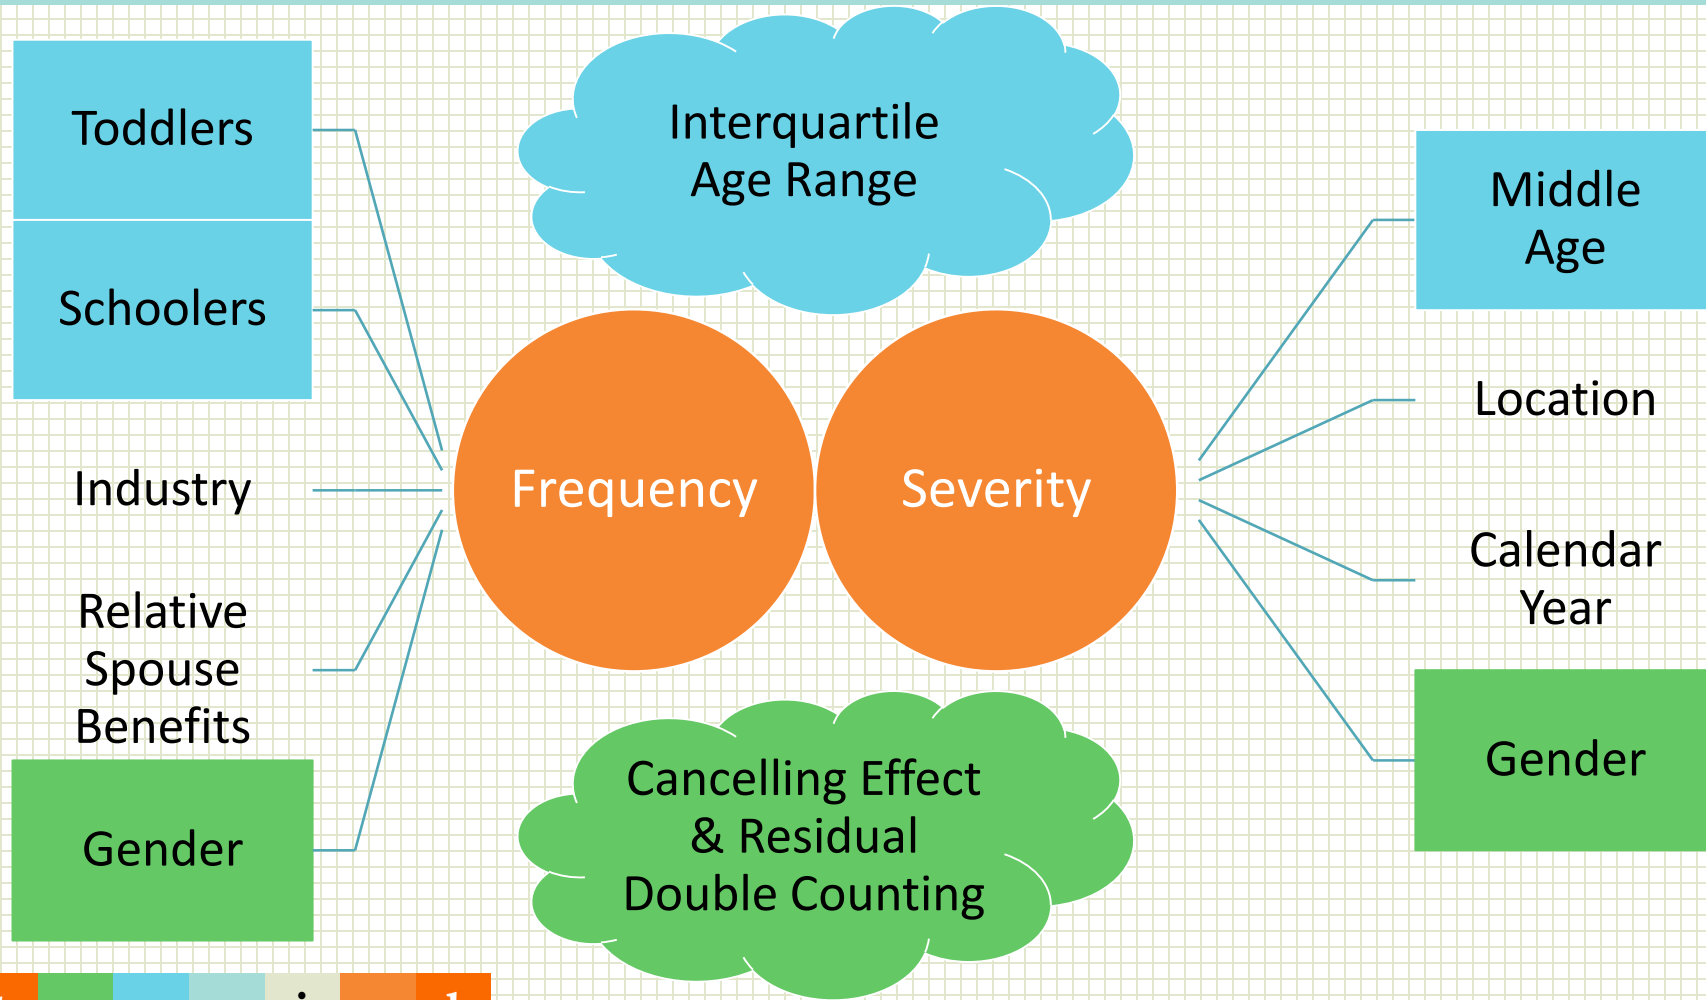 Toddlers
Schoolers
Industry
Relative
Spouse
Benefits
Gender
Interquartile
Age Range
Frequency
Severity
Cancelling Effect
& Residual
Double Counting
Middle
Age
Location
Calendar
Year
Gender